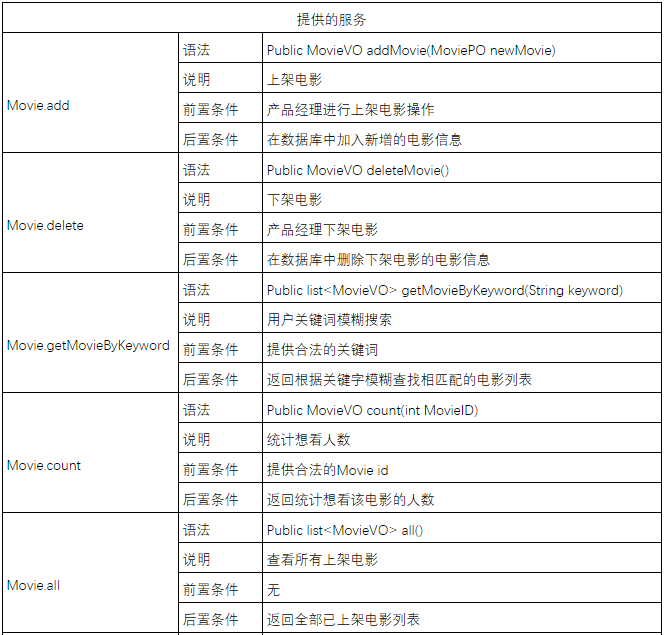 提供的服务
Movie.add
语法 Public MovieVO addMovie(MoviePO newMovie)
说明 上架电影
前置条件 产品经理进行上架电影操作
后置条件 在数据库中加入新增的电影信息
Movie.delete
语法 Public MovieVO deleteMovie()
说明 下架电影
前置条件 产品经理下架电影
后置条件 在数据库中删除下架电影的电影信息
Movie.getMovieByKeyword
语法 Public list<MovieVO> getMovieByKeyword(String keyword)
说明 用户关键词模糊搜索
前置条件 提供合法的关键词
后置条件 返回根据关键字模糊查找相匹配的电影列表
Movie.count
语法 Public MovieVO count(int MovieID)
说明 统计想看人数
前置条件 提供合法的Movie id
后置条件 返回统计想看该电影的人数
Movie.all
语法 Public list<MovieVO> all()
说明 查看所有上架电影
前置条件 无
后置条件 返回全部已上架电影列表